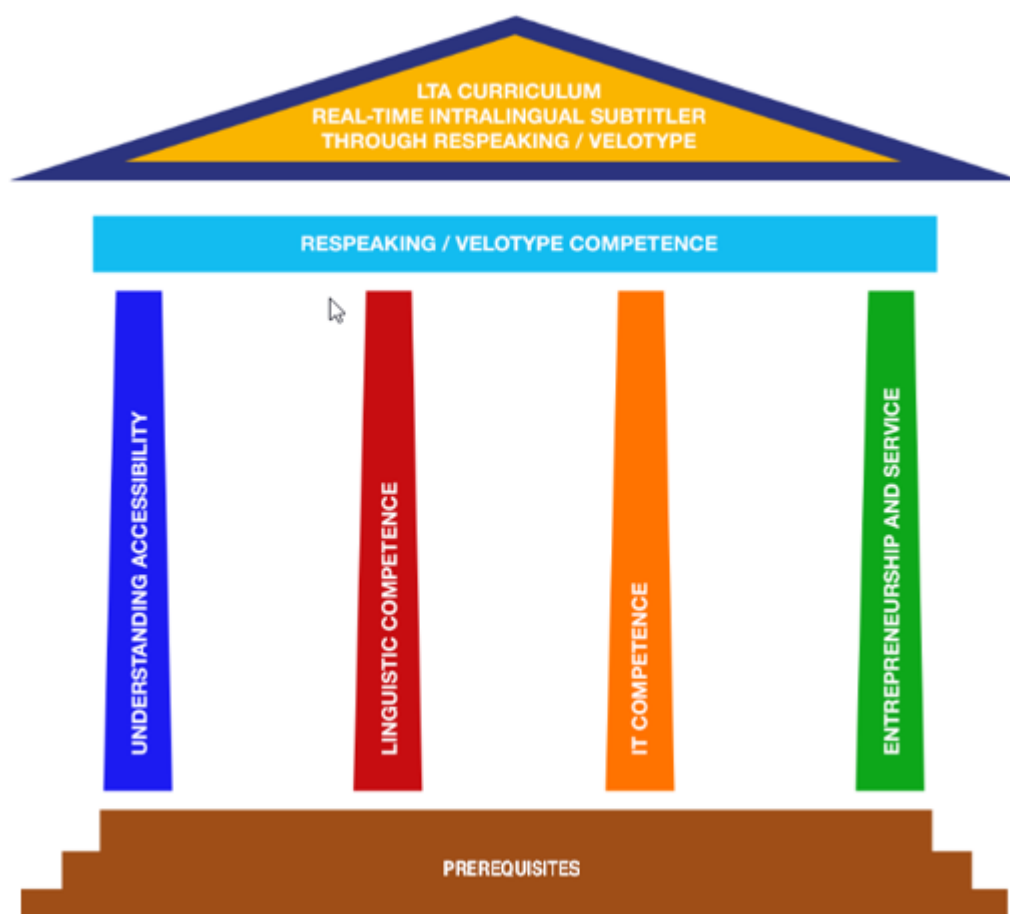 LTA CURRICULUM
REAL-TIME INTRALINGUAL SUBTITLER
THROUGH RESPEAKING / VELOTYPE
RESPEAKING / VELOTYPE COMPETENCE
UNDERSTANDING ACCESSIBILITY
LINGUISTIC COMPETENCE
IT COMPETENCE
ENTREPRENEURSHIP AND SERVICE
PREREQUISITES